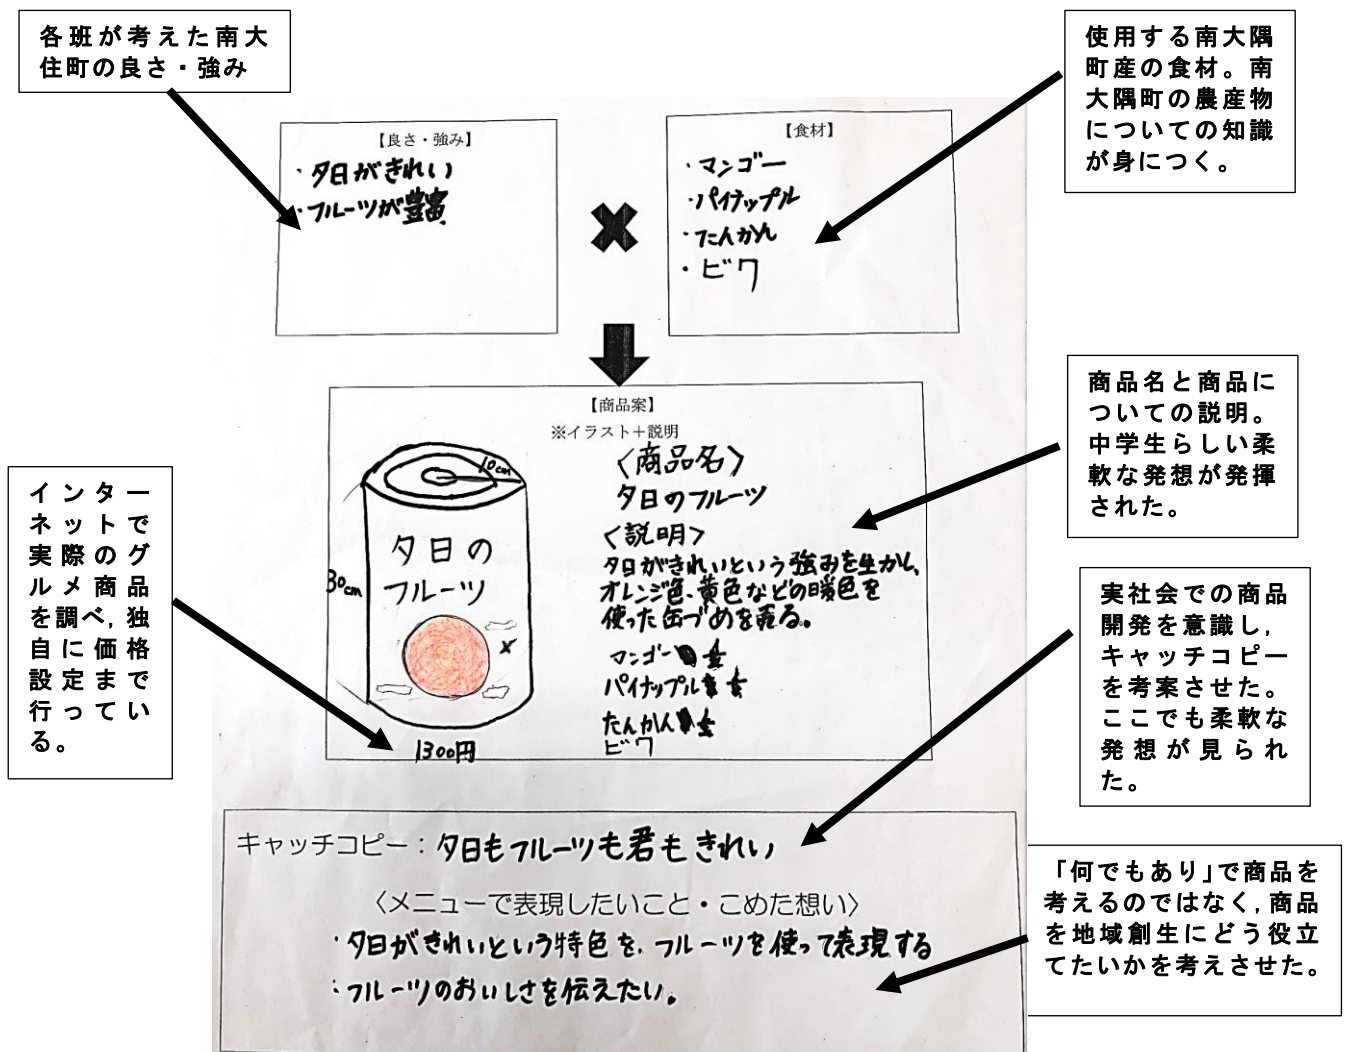 各班が考えた南大
住町の良さ・強み
使用する南大隅
町産の食材。南
大隅町の農産物
についての知識
が身につく。
【良さ・強み】
・夕日がきれい
・フルーツが豊富
【食材】
・マンゴー
・パイナップル
・たんかん
・ビワ
【商品案】
※イラスト+説明
10cm
30cm
夕日の
フルーツ
1300円
〈商品名〉
夕日のフルーツ
〈説明〉
夕日がきれいという強みを生かし、
オレンジ色、黄色などの暖色を
使った缶づめを売る。
マンゴー
パイナップル
たんかん
ビワ
商品名と商品に
ついての説明。
中学生らしい柔
軟な発想が発揮
された。
インター
ネットで
実際のグ
ルメ商品
を調べ,独
自に価格
設定まで
行ってい
る。
実社会での商品
開発を意識し,
キャッチコピー
を考案させた。
ここでも柔軟な
発想が見られ
た。
キャッチコピー:夕日もフルーツも君もきれい
〈メニューで表現したいこと・こめた想い〉
・夕日がきれいという特色を、フルーツを使って表現する
・フルーツのおいしさを伝えたい。
「何でもあり」で商品を
考えるのではなく,商品
を地域創生にどう役立
てたいかを考えさせた。